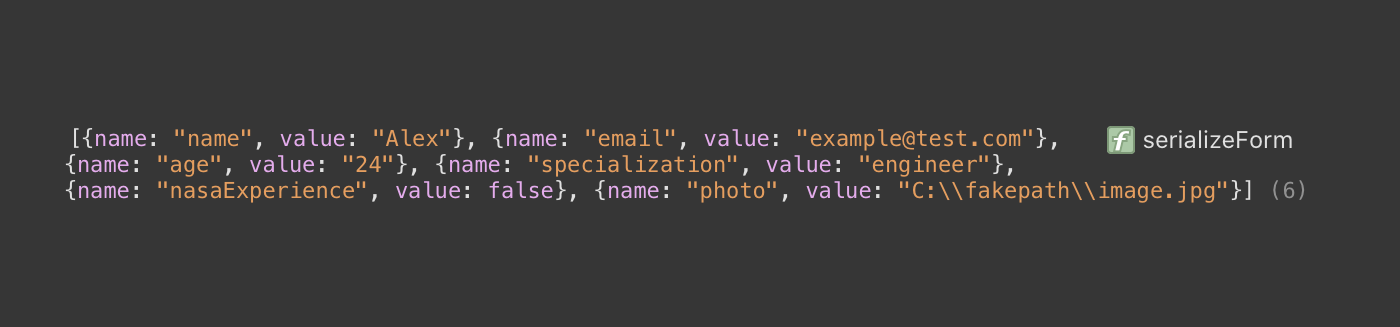 [{name: "name", value: "Alex"}, {name: "email", value: "example@test.com"}, f serializeForm
{name: "age", value: "24"}, {name: "specialization", value: "engineer"},
{name: "nasaExperience", value: false}, {name: "photo", value: "C:\\fakepath\\image.jpg"}] (6)